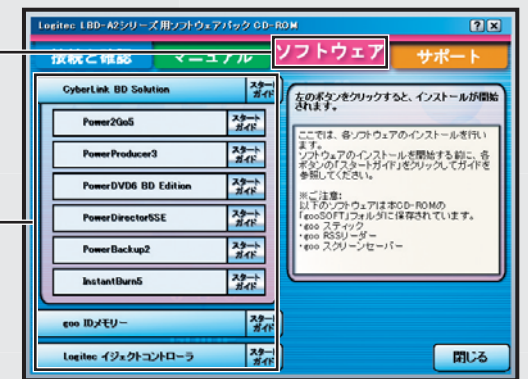 Logitec LBD-A2シリーズ用ソフトウェアパック CD-ROM
接続と確認
マニュアル
ソフトウェア
サポート
CyberLink BD Solution
スタートガイド
Power2Go5
スタートガイド
PowerProducer3
スタートガイド
PowerDVD6 BD Edition
スタートガイド
PowerDirector5SE
スタートガイド
PowerBackup2
スタートガイド
InstantBurn5
スタートガイド
goo IDメモリー
スタートガイド
Logitec イジェクトコントローラ
スタートガイド
左のボタンをクリックすると、インストールが開始
されます。
ここでは、各ソフトウェアのインストールを行い
ます。
ソフトウェアのインストールを開始する前に、各
ボタンの「スタートガイド」をクリックしてガイドを
参照してください。
※ご注意:
以下のソフトウェアは本CD-ROMの
「gooSOFT」フォルダに保存されています。
・goo スティック
・goo RSSリーダー
・goo スクリーンセーバー
閉じる